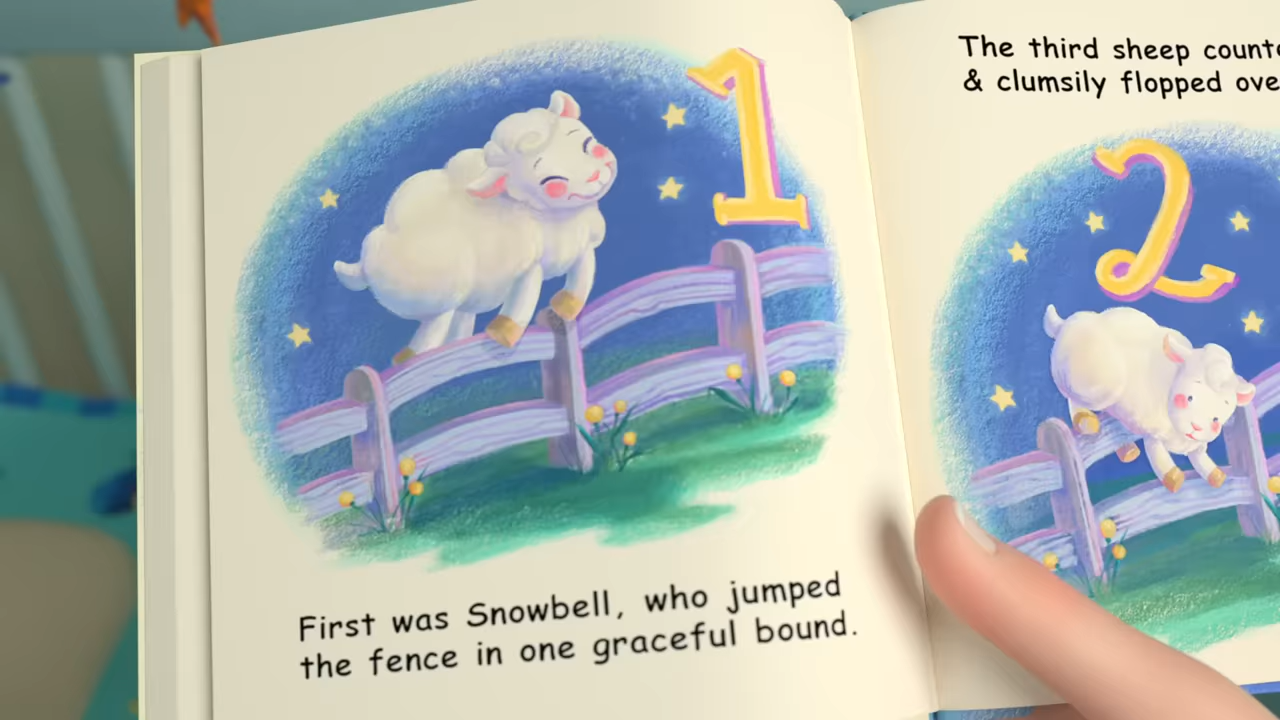 1
First was Snowbell, who jumped
the fence in one graceful bound.
The third sheep
& clumsily flopped
2